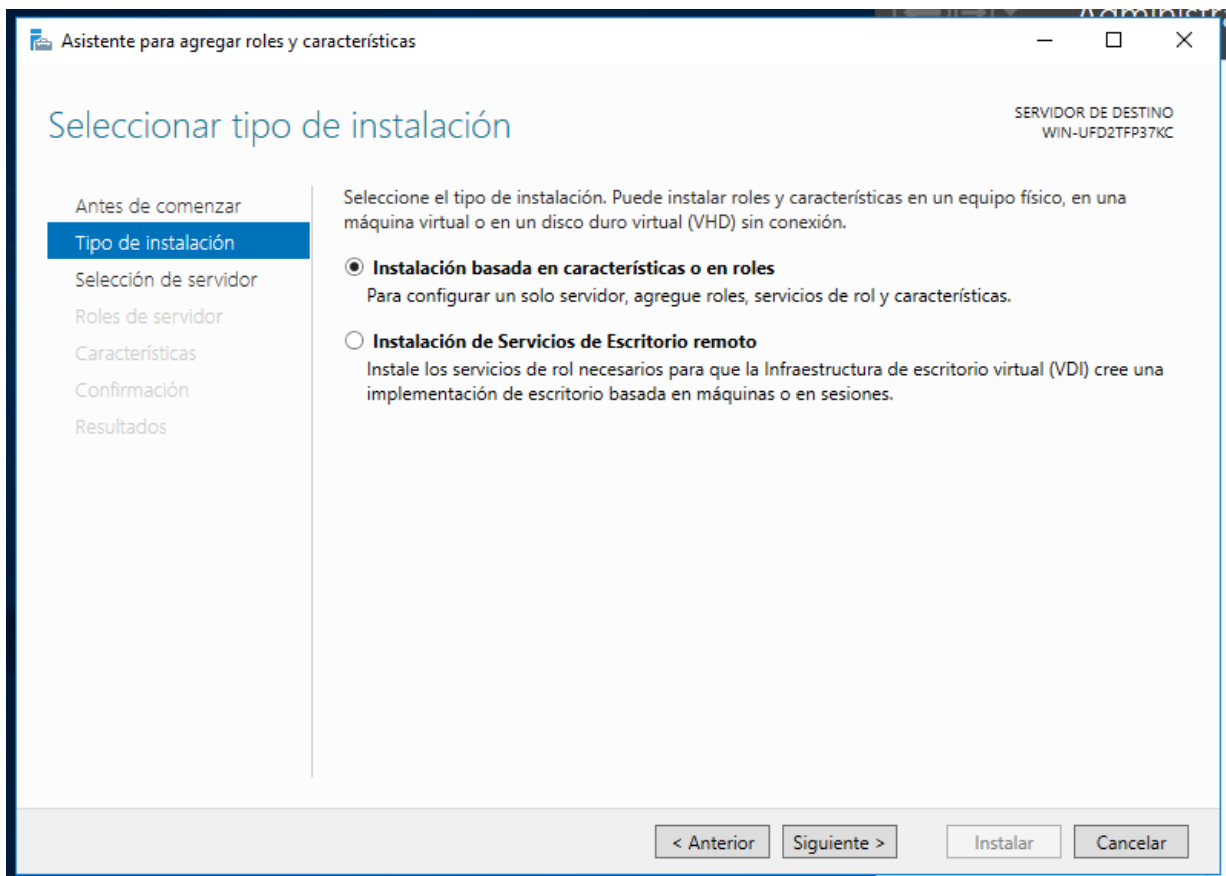 Administra
Asistente para agregar roles y características
Seleccionar tipo de instalación
SERVIDOR DE DESTINO
WIN-UFD2TFP37KC
Antes de comenzar
Tipo de instalación
Selección de servidor
Roles de servidor
Características
Confirmación
Resultados
Seleccione el tipo de instalación. Puede instalar roles y características en un equipo físico, en una
máquina virtual o en un disco duro virtual (VHD) sin conexión.
Instalación basada en características o en roles
Para configurar un solo servidor, agregue roles, servicios de rol y características.
Instalación de Servicios de Escritorio remoto
Instale los servicios de rol necesarios para que la Infraestructura de escritorio virtual (VDI) cree una
implementación de escritorio basada en máquinas o en sesiones.
< Anterior
Siguiente >
Instalar
Cancelar